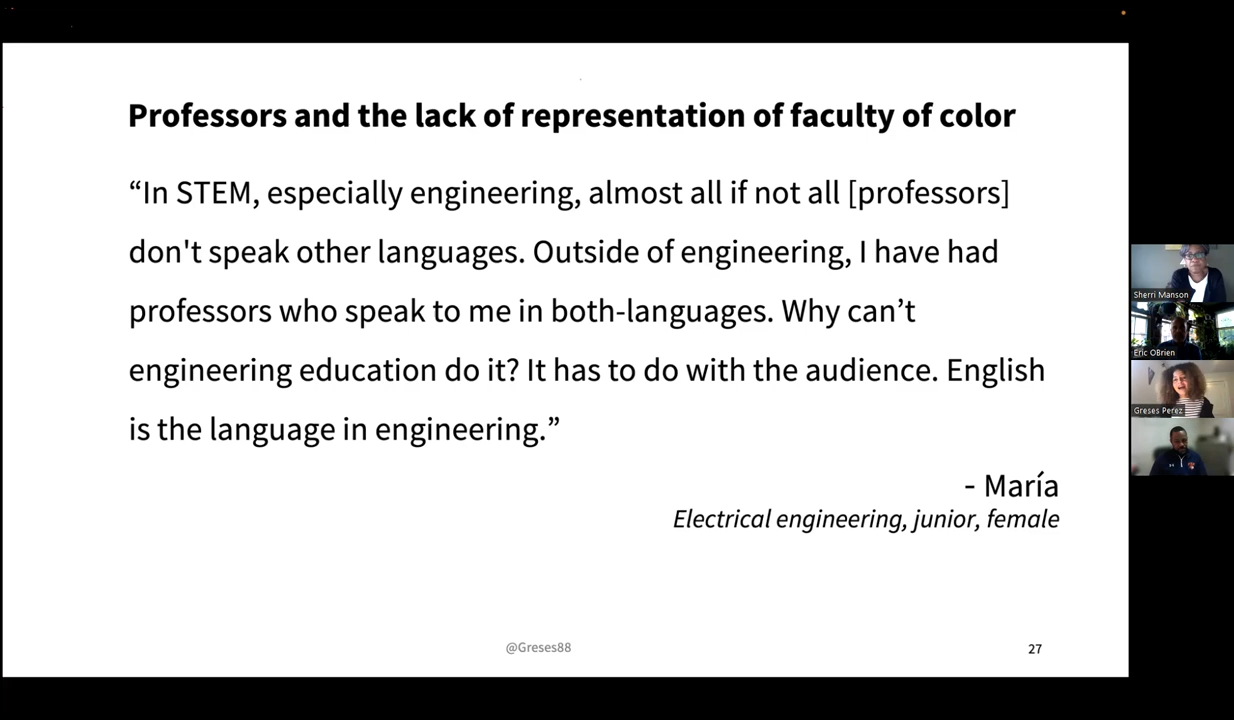 Professors and the lack of representation of faculty of color
“In STEM, especially engineering, almost all if not all [professors]
don't speak other languages. Outside of engineering, I have had
professors who speak to me in both-languages. Why can’t
engineering education do it? It has to do with the audience. English
is the language in engineering.”
- María
Electrical engineering, junior, female
@Greses88
27
Sherri Manson
Eric OBrien
Greses Perez